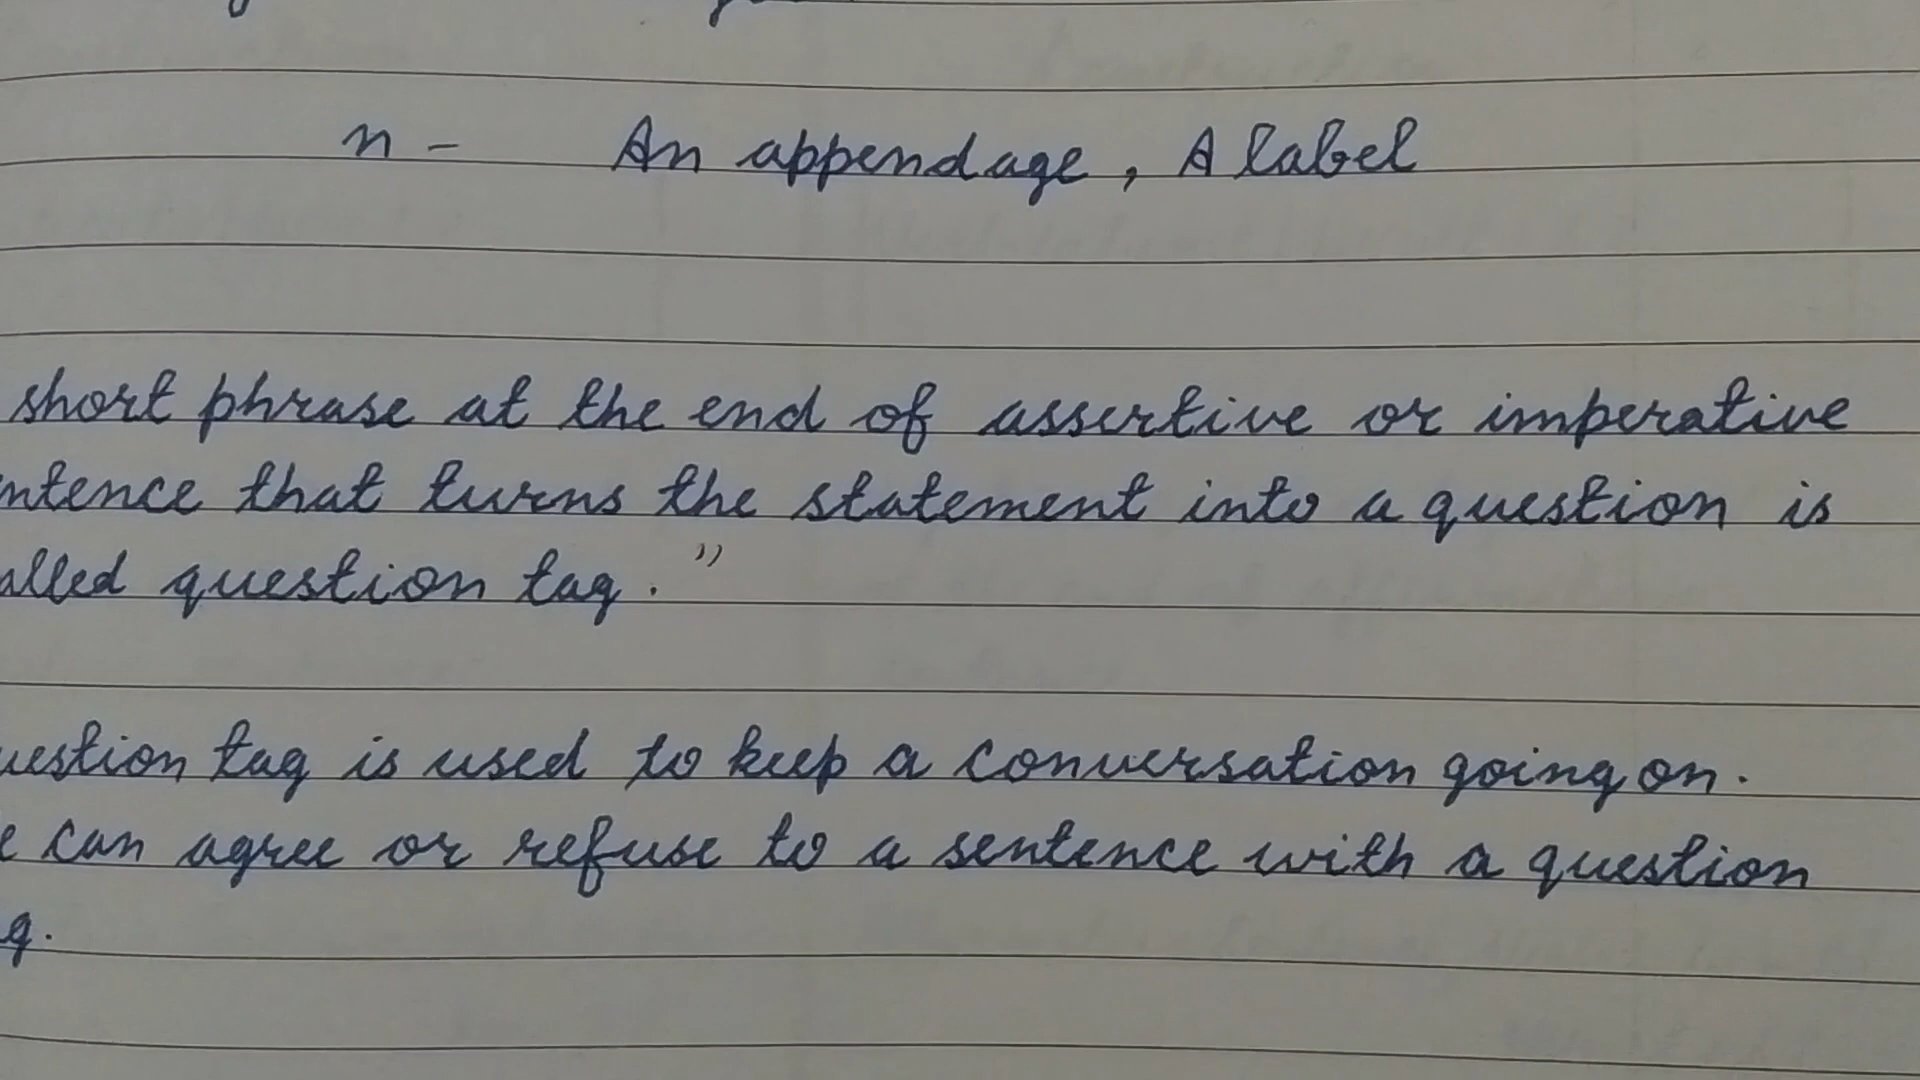 n - An appendage, A label
short phrase at the end of assertive or imperative
ntence that turns the statement into a question is
alled question tag."
uestion tag is used to keep a conversation going on.
e can agree or refuse to a sentence with a question
g.